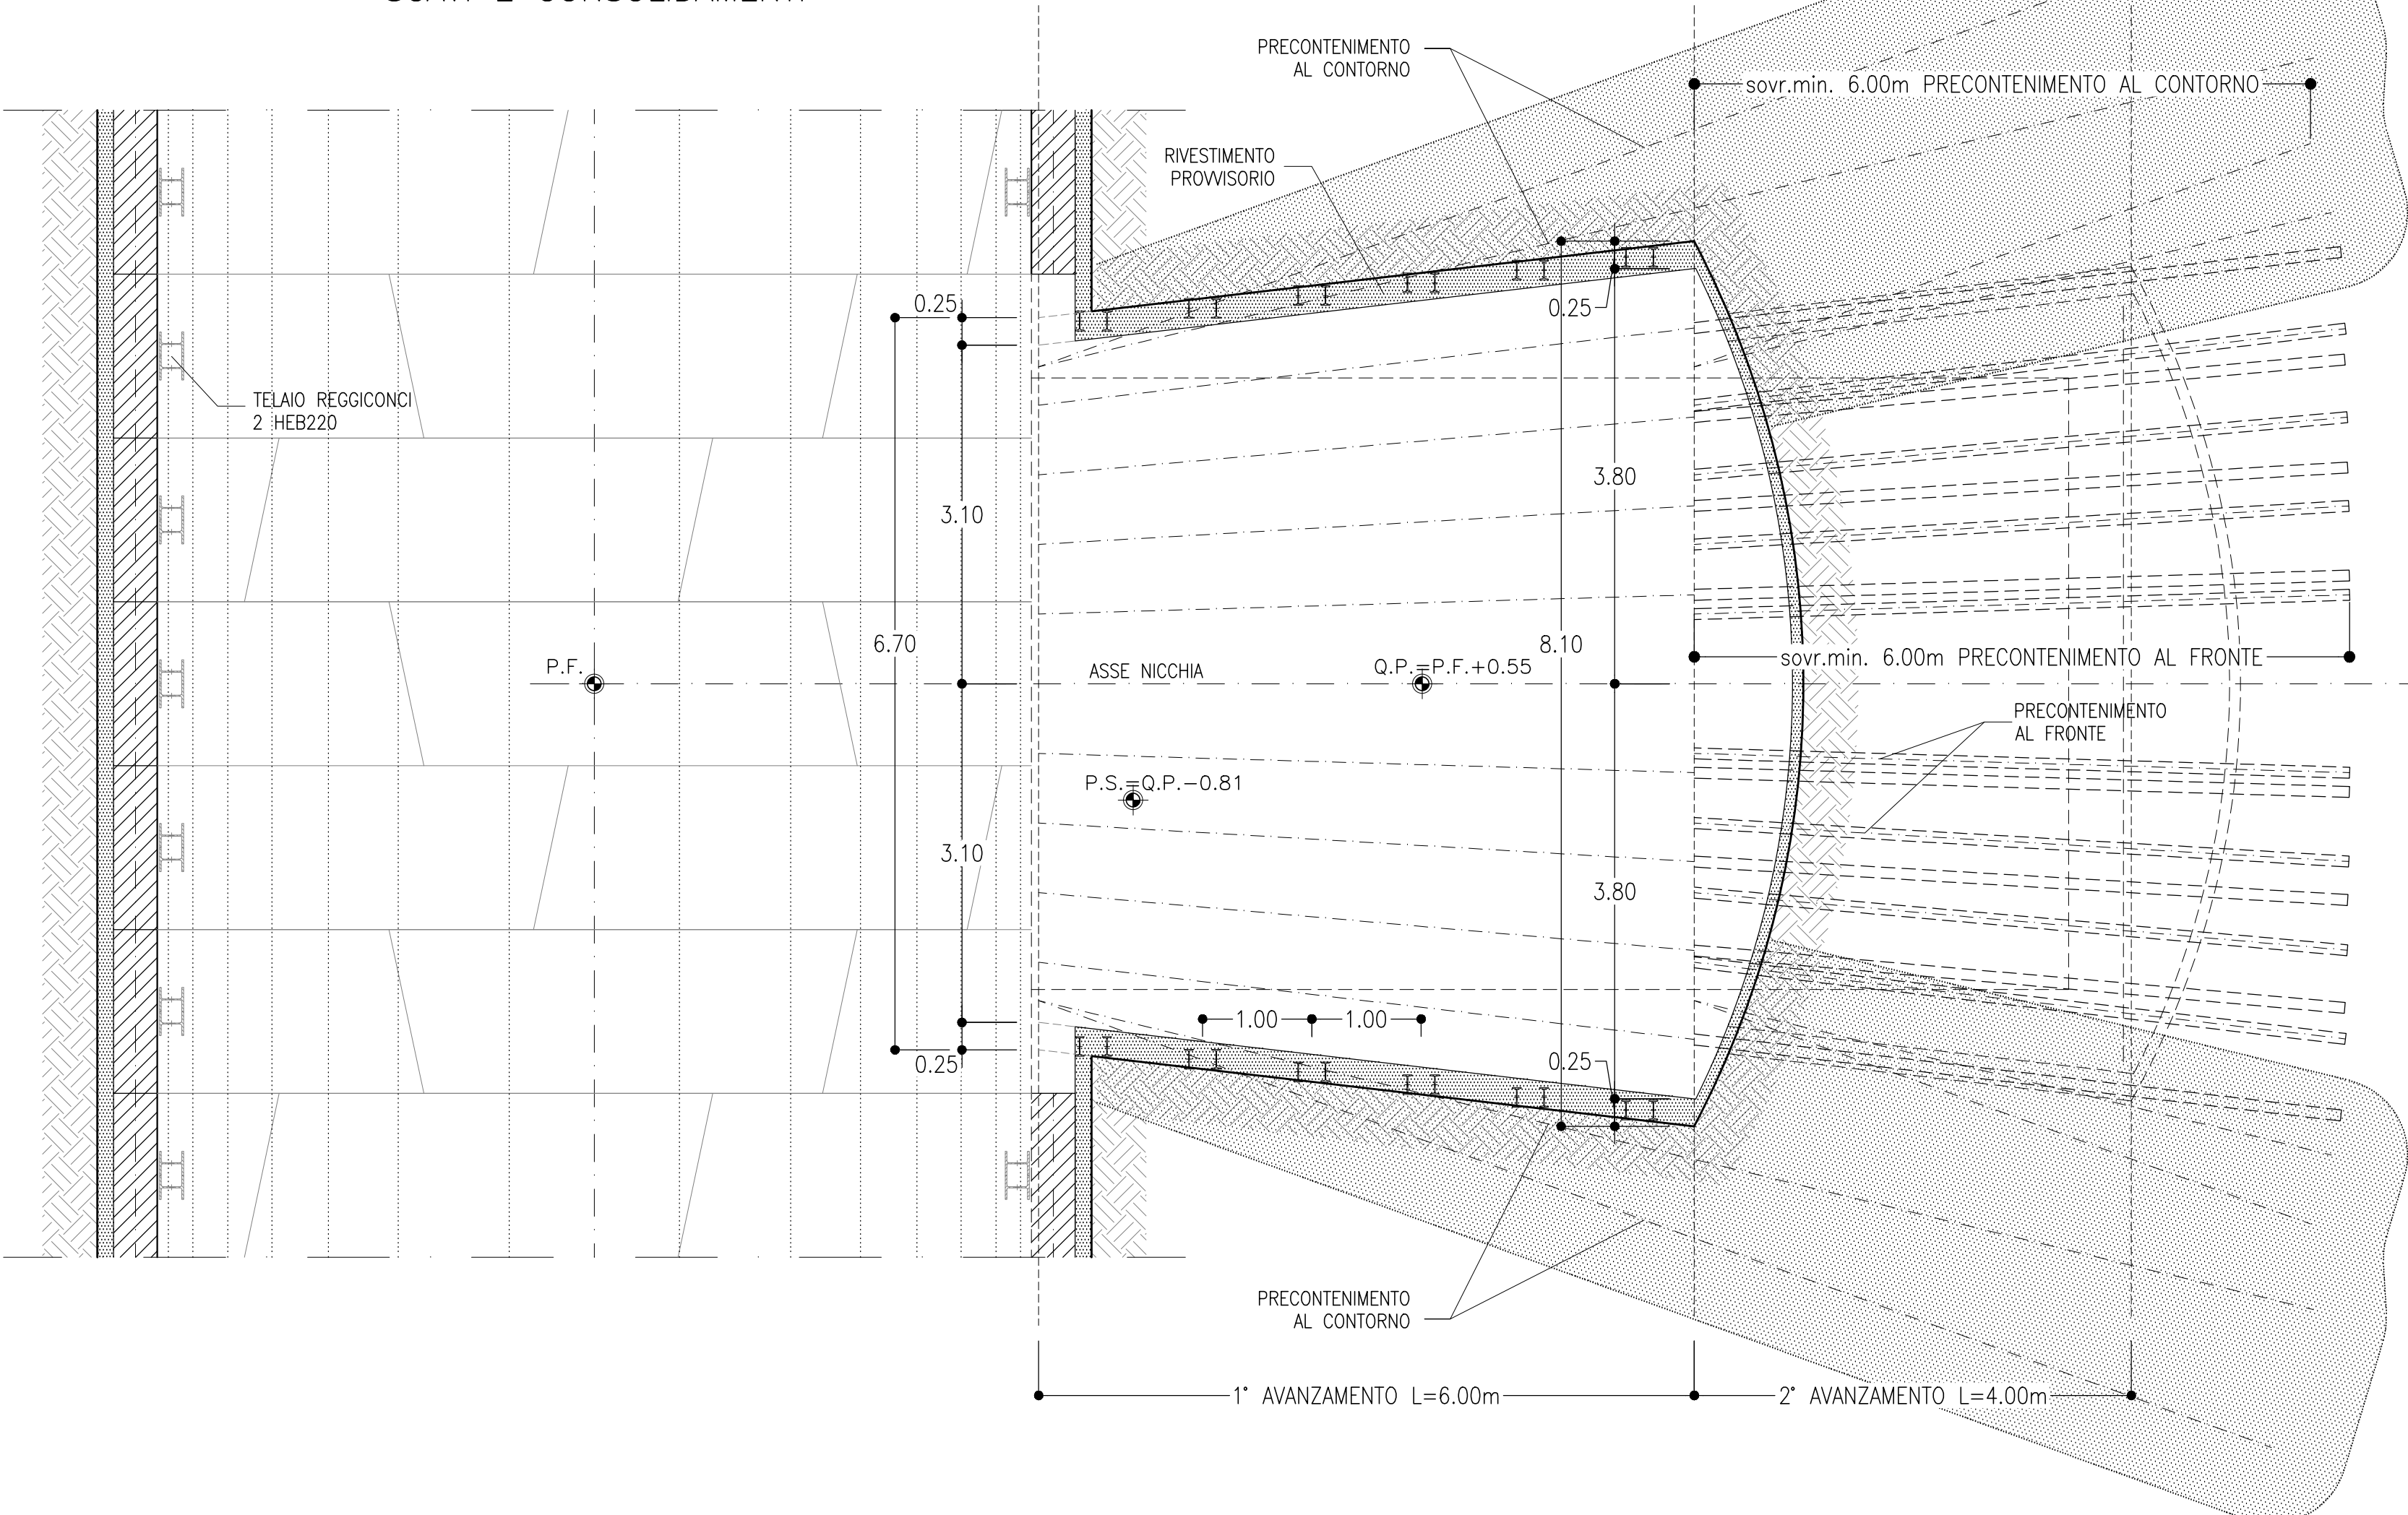 PRECONTENIMENTO
AL CONTORNO
sovr.min. 6.00m PRECONTENIMENTO AL CONTORNO
RIVESTIMENTO
PROVVISORIO
0.25
0.25
TELAIO REGGICONCI
2 HEB220
3.10
3.80
6.70
8.10
P.F.
ASSE NICCHIA
Q.P.=P.F.+0.55
sovr.min. 6.00m PRECONTENIMENTO AL FRONTE
PRECONTENIMENTO
AL FRONTE
P.S.=Q.P.−0.81
3.10
3.80
1.00
1.00
0.25
0.25
PRECONTENIMENTO
AL CONTORNO
1° AVANZAMENTO L=6.00m
2° AVANZAMENTO L=4.00m